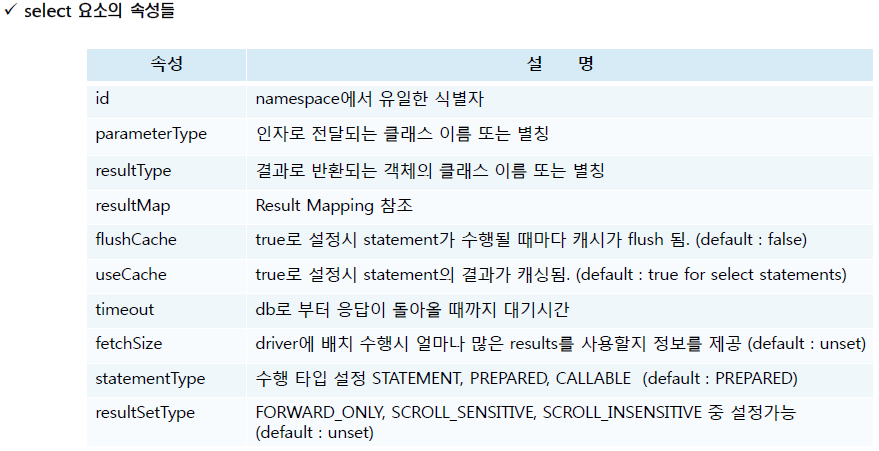 ✓ select 요소의 속성들
속성 설 명
id namespace에서 유일한 식별자
parameterType 인자로 전달되는 클래스 이름 또는 별칭
resultType 결과로 반환되는 객체의 클래스 이름 또는 별칭
resultMap Result Mapping 참조
flushCache true로 설정시 statement가 수행될 때마다 캐시가 flush 됨. (default : false)
useCache true로 설정시 statement의 결과가 캐싱됨. (default : true for select statements)
timeout db로 부터 응답이 돌아올 때까지 대기시간
fetchSize driver에 배치 수행시 얼마나 많은 results를 사용할지 정보를 제공 (default : unset)
statementType 수행 타입 설정 STATEMENT, PREPARED, CALLABLE (default : PREPARED)
resultSetType FORWARD_ONLY, SCROLL_SENSITIVE, SCROLL_INSENSITIVE 중 설정가능
(default : unset)